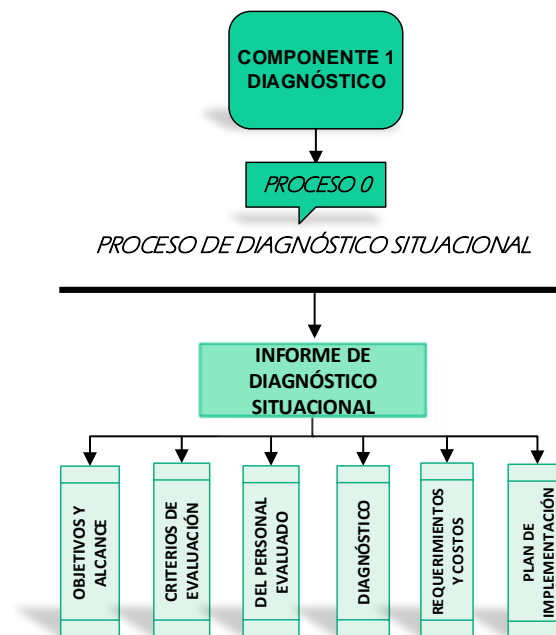 COMPONENTE 1
DIAGNÓSTICO
PROCESO 0
PROCESO DE DIAGNÓSTICO SITUACIONAL
INFORME DE
DIAGNÓSTICO
SITUACIONAL
OBJETIVOS Y
ALCANCE
CRITERIOS DE
EVALUACIÓN
DEL PERSONAL
EVALUADO
DIAGNÓSTICO
REQUERIMIENTOS
Y COSTOS
PLAN DE
IMPLEMENTACIÓN